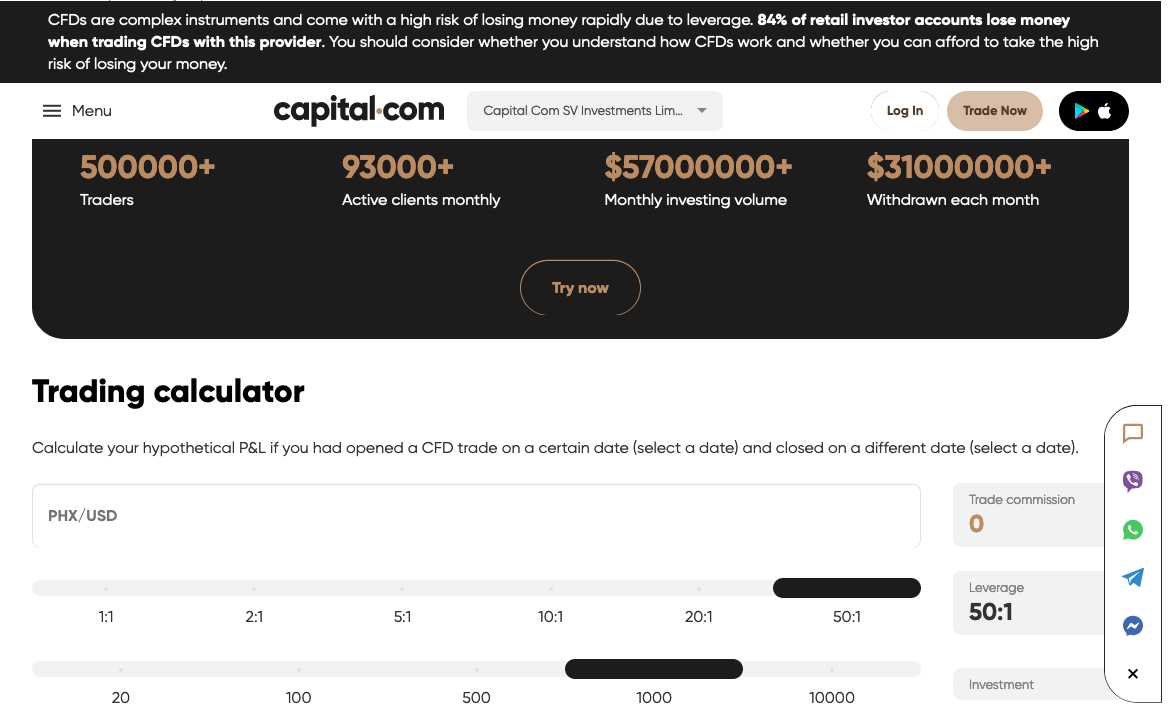 CFDs are complex instruments and come with a high risk of losing money rapidly due to leverage. 84% of retail investor accounts lose money
when trading CFDs with this provider. You should consider whether you understand how CFDs work and whether you can afford to take the high
risk of losing your money.
Menu
capital.com
Capital Com SV Investments Lim...
Log In
Trade Now
500000+
93000+
$57000000+
$31000000+
Traders
Active clients monthly
Monthly investing volume
Withdrawn each month
Try now
Trading calculator
Calculate your hypothetical P&L if you had opened a CFD trade on a certain date (select a date) and closed on a different date (select a date).
PHX/USD
Trade commission
0
1:1
2:1
5:1
10:1
20:1
50:1
Leverage
50:1
20
100
500
1000
10000
Investment